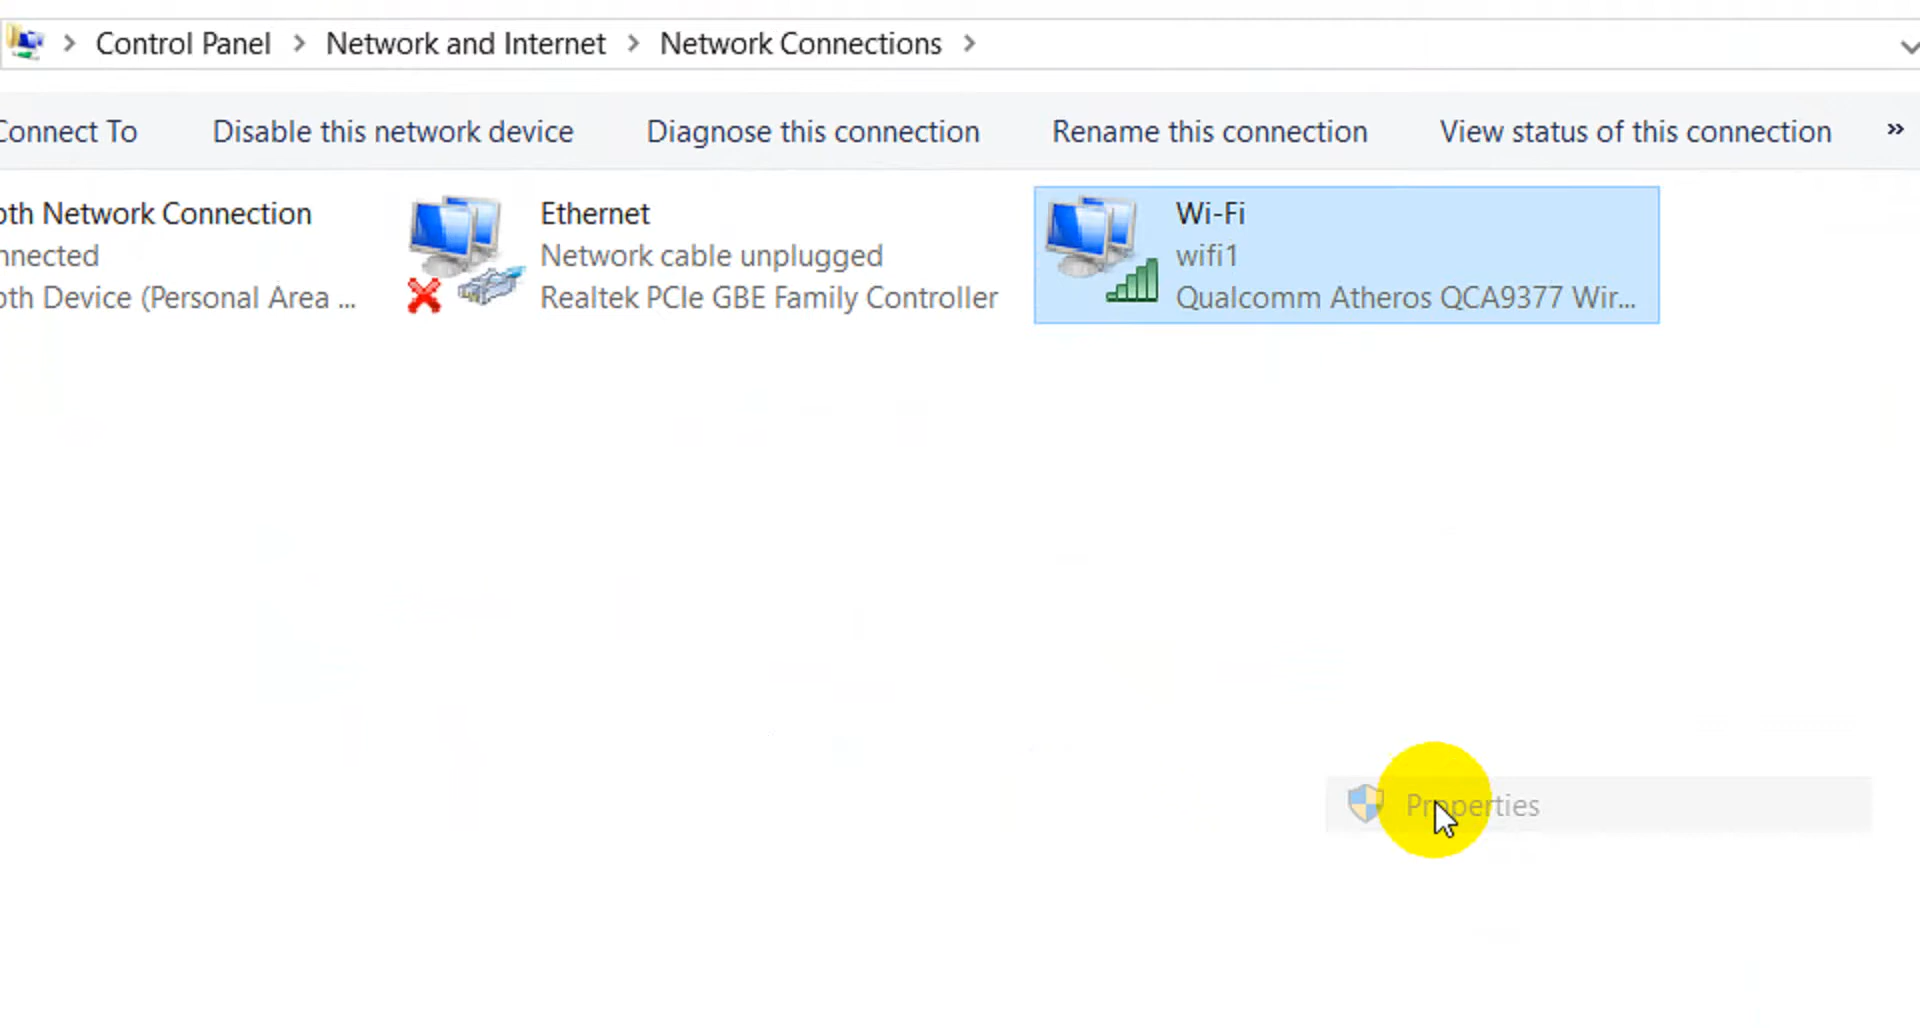 Control Panel > Network and Internet > Network Connections >
Connect To Disable this network device Diagnose this connection Rename this connection View status of this connection »
oth Network Connection
nnected
oth Device (Personal Area ...
Ethernet
Network cable unplugged
Realtek PCIe GBE Family Controller
Wi-Fi
wifi1
Qualcomm Atheros QCA9377 Wir...
Properties